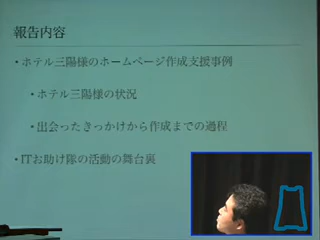 報告内容
・ホテル三陽様のホームページ作成支援事例
・ホテル三陽様の状況
・出会ったきっかけから作成までの過程
・ITお助け隊の活動の舞台裏